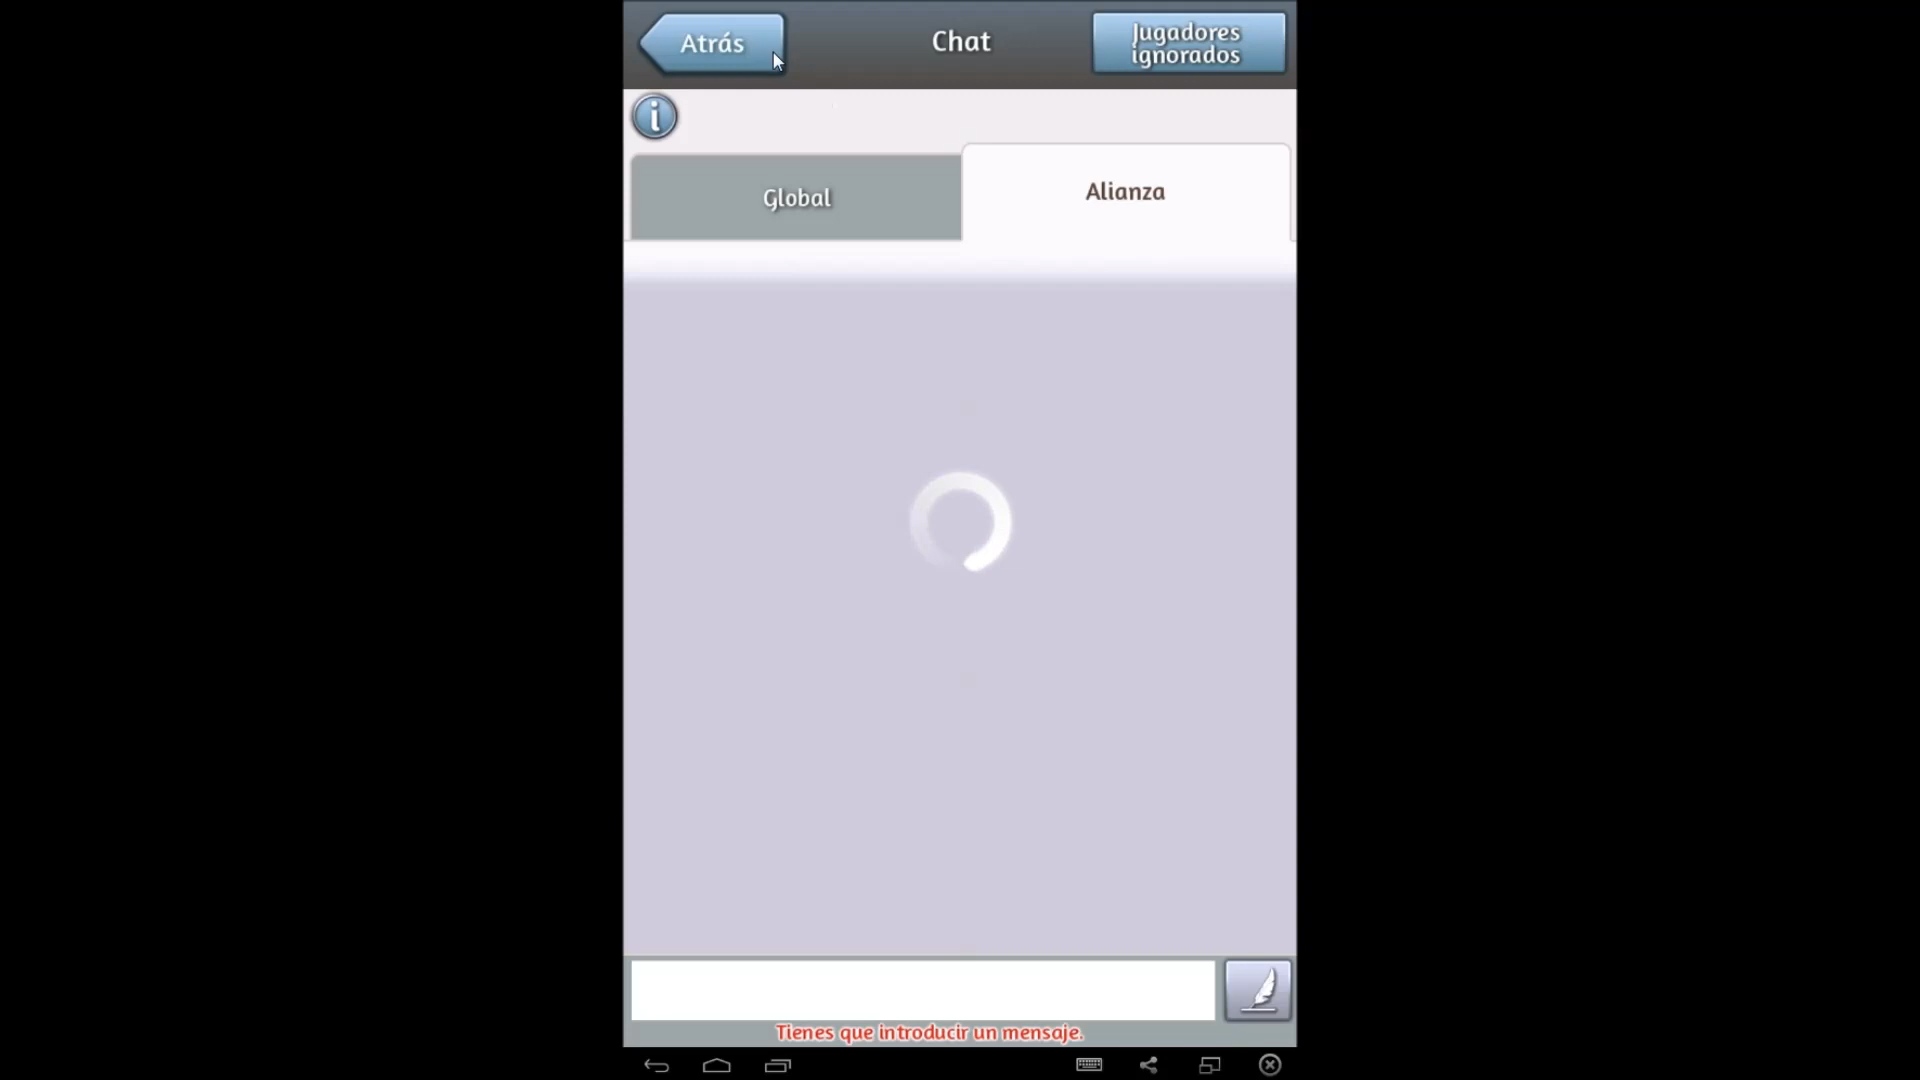 Atrás
Chat
Jugadores
ignorados
i
Global
Alianza
Tienes que introducir un mensaje.